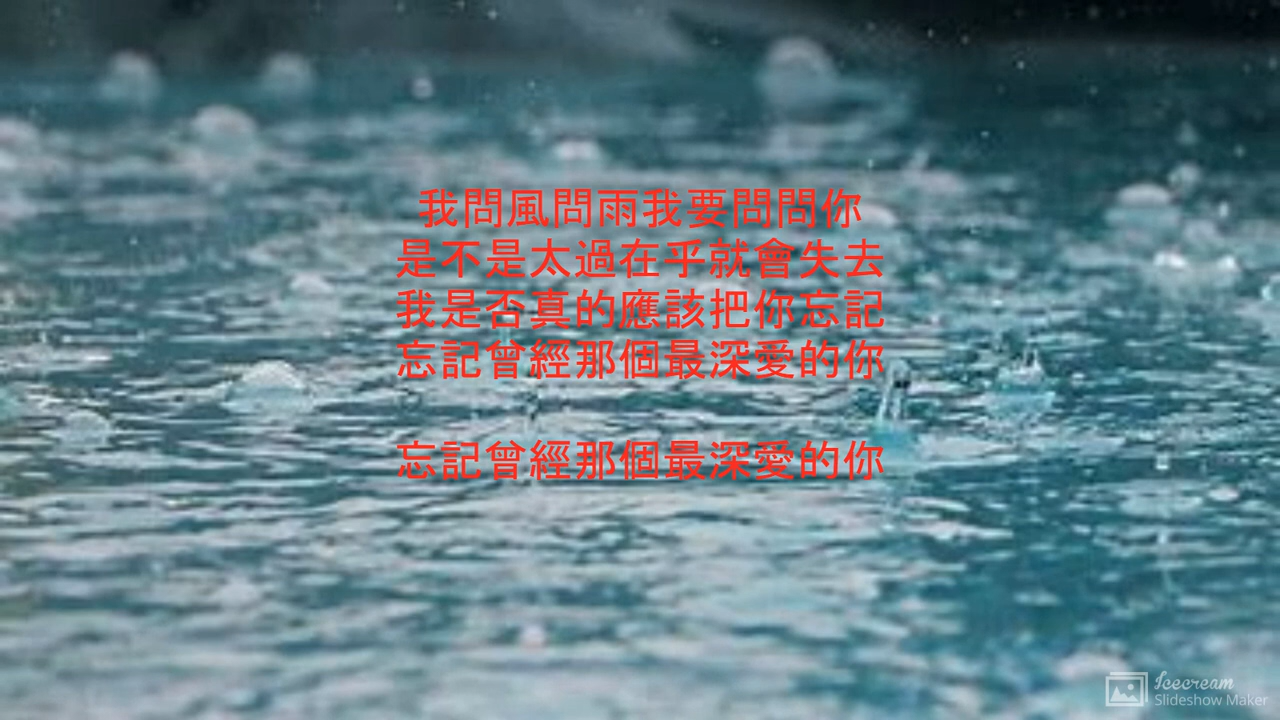 我問風問雨我要問問你
是不是太過在乎就會失去
我是否真的應該把你忘記
忘記曾經那個最深愛的你
忘記曾經那個最深愛的你
Icecream
Slideshow Maker